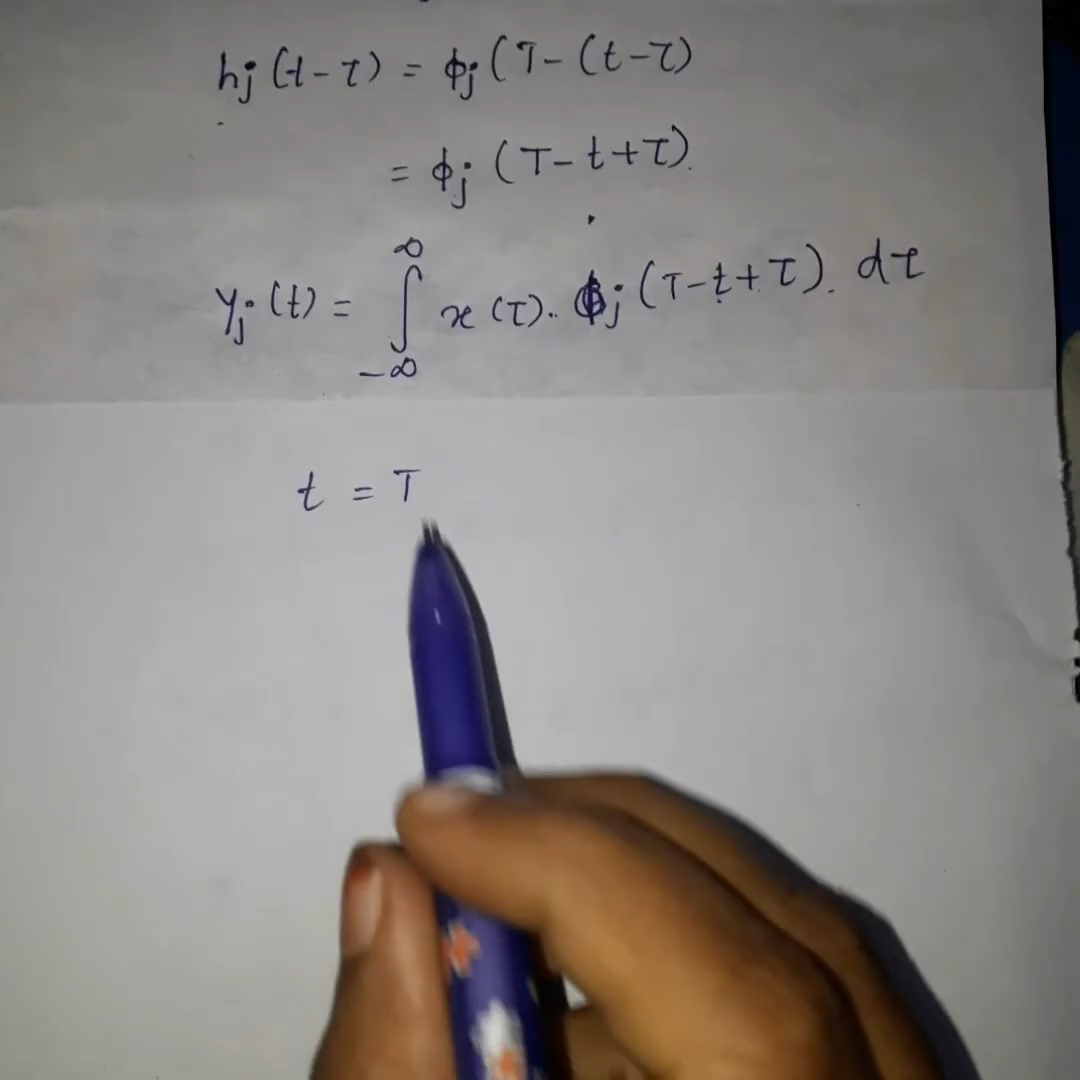 hj (t-τ) = ϕj (T-(t-τ)
= ϕj (T-t+τ).
yj (t) = ∫_{-∞}^{∞} x (τ). ϕj (T-t+τ). dτ
t = T